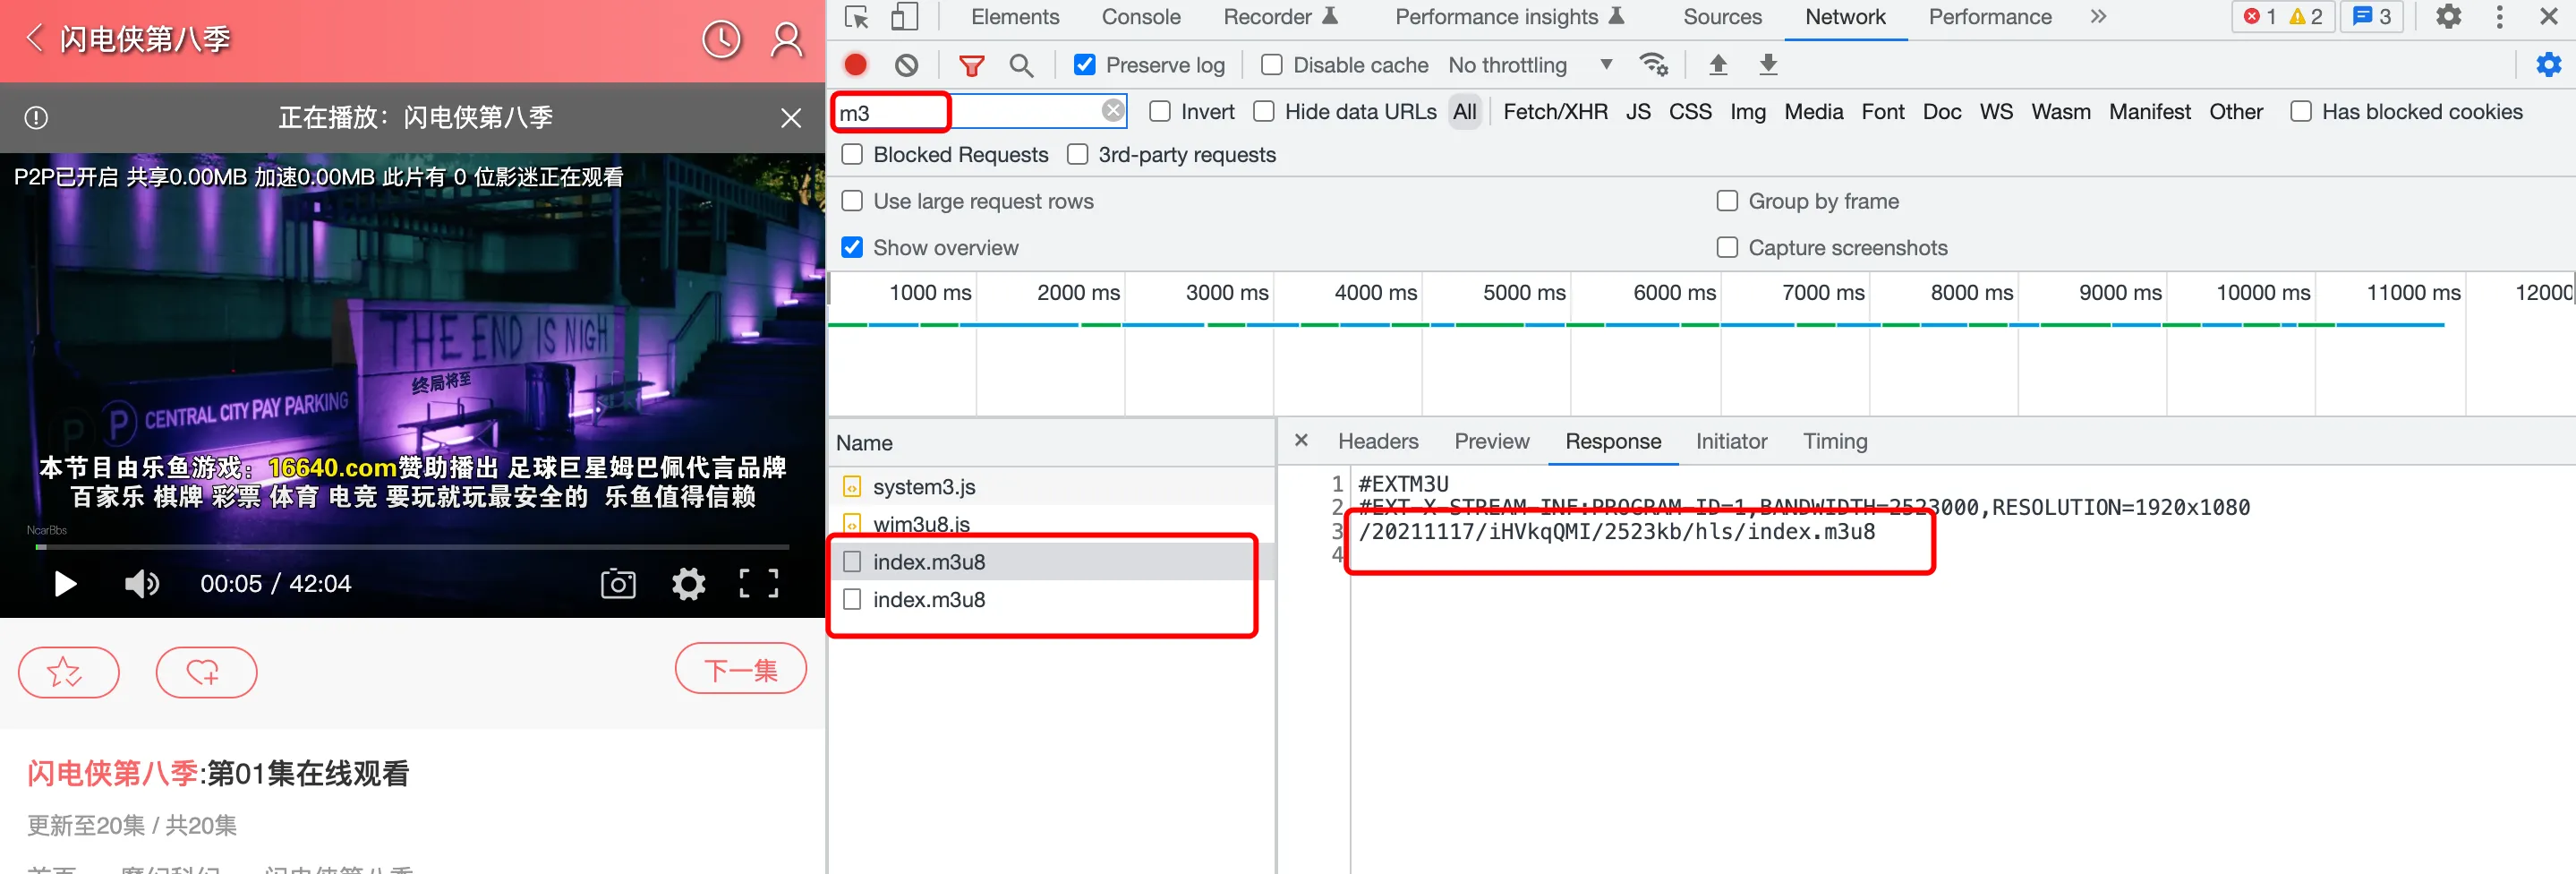 闪电侠第八季
正在播放：闪电侠第八季
P2P已开启 共享0.00MB 加速0.00MB 此片有 0 位影迷正在观看
THE END IS NIGH
终局将至
P CENTRAL CITY PAY PARKING
本节目由乐鱼游戏：16640.com赞助播出 足球巨星姆巴佩代言品牌
百家乐 棋牌 彩票 体育 电竞 要玩就玩最安全的 乐鱼值得信赖
NcarBbs
00:05 / 42:04
下一集
闪电侠第八季:第01集在线观看
更新至20集 / 共20集
Elements Console Recorder Performance insights Sources Network Performance 1 2 3
Preserve log Disable cache No throttling
m3 Invert Hide data URLs All Fetch/XHR JS CSS Img Media Font Doc WS Wasm Manifest Other Has blocked cookies
Blocked Requests 3rd-party requests
Use large request rows Group by frame
Show overview Capture screenshots
1000 ms 2000 ms 3000 ms 4000 ms 5000 ms 6000 ms 7000 ms 8000 ms 9000 ms 10000 ms 11000 ms 12000
Name
system3.js
wim3u8.js
index.m3u8
index.m3u8
Headers Preview Response Initiator Timing
1 #EXTM3U
2 #EXT-X-STREAM-INF:PROGRAM-ID=1,BANDWIDTH=2523000,RESOLUTION=1920x1080
3 /20211117/iHVkqQMI/2523kb/hls/index.m3u8
4